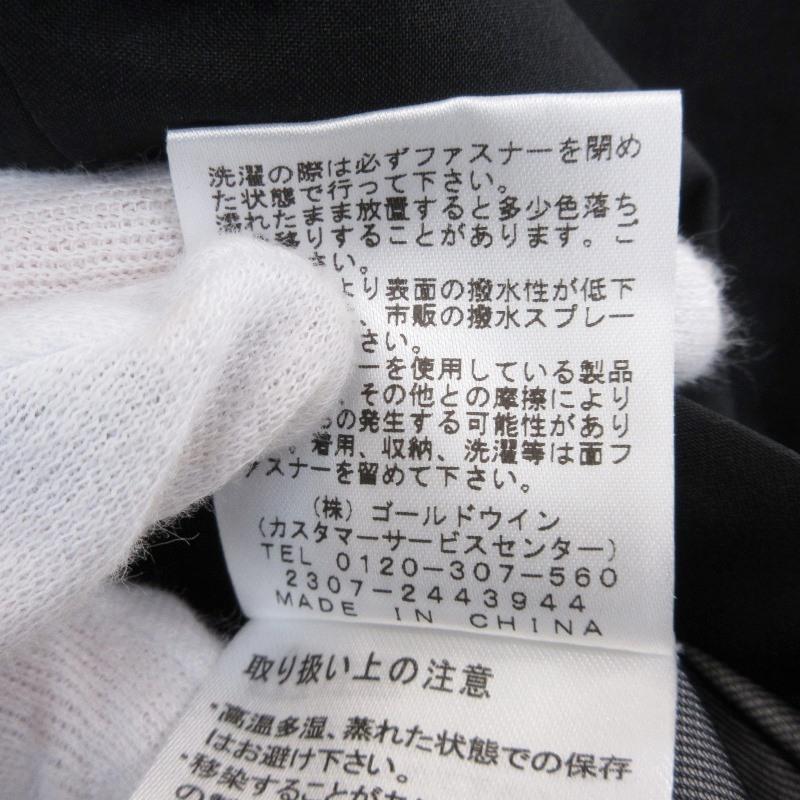 洗濯の際は必ずファスナーを閉め
た状態で行って下さい。
濡れたまま放置すると多少色落ち
移りすることがあります。ご
さい。
より表面の撥水性が低下
、市販の撥水スプレー
さい。
ーを使用している製品
、その他との摩擦により
の発生する可能性があり
。着用、収納、洗濯等は面フ
ァスナーを留めて下さい。
(株)ゴールドウイン
(カスタマーサービスセンター)
TEL 0120-307-560
2307-2443944
MADE IN CHINA
取り扱い上の注意
・高温多湿、蒸れた状態での保存
はお避け下さい。
・移染することが